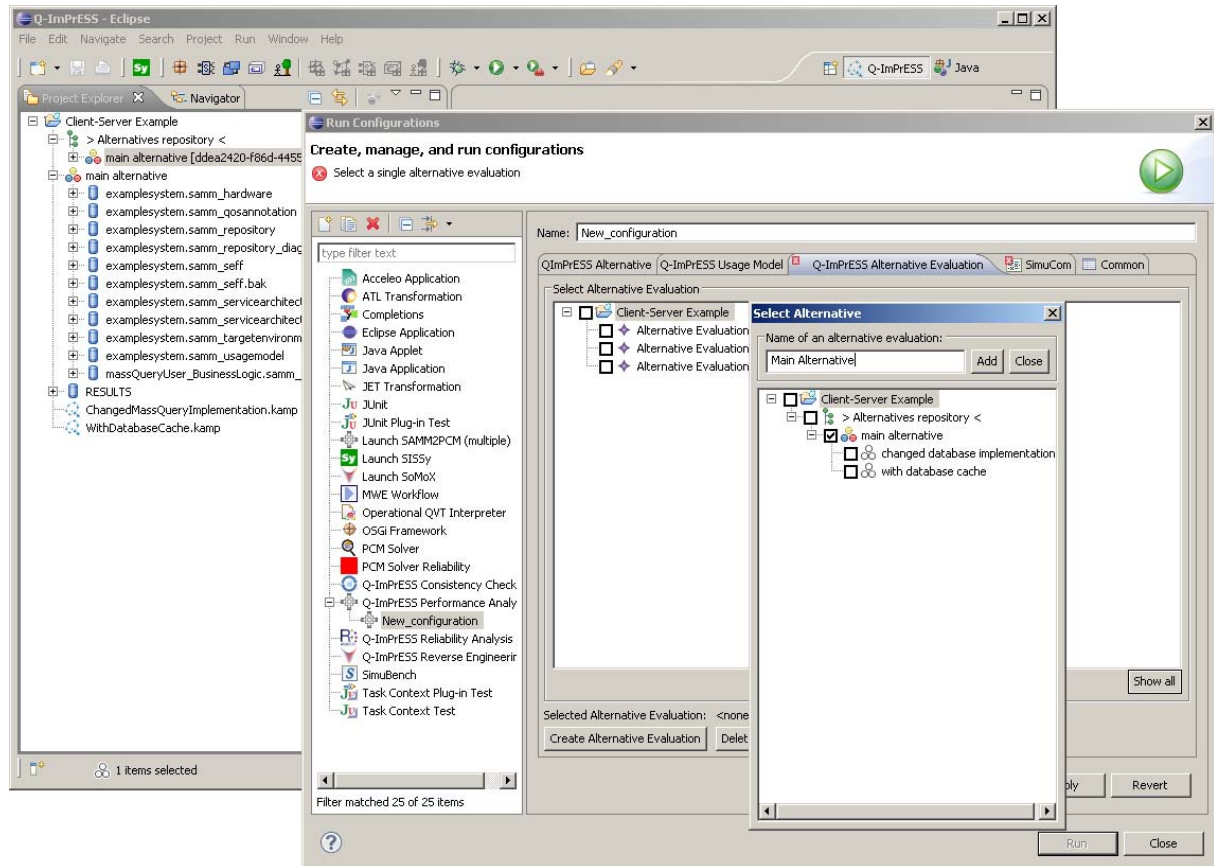 Q-ImPrESS - Eclipse
File Edit Navigate Search Project Run Window Help
Sy
Q-ImPrESS Java
Project Explorer Navigator
Client-Server Example
> Alternatives repository <
main alternative [ddea2420-f86d-4455
main alternative
examplesystem.samm_hardware
examplesystem.samm_qosannotation
examplesystem.samm_repository
examplesystem.samm_repository_diag
examplesystem.samm_seff
examplesystem.samm_seff.bak
examplesystem.samm_servicearchitect
examplesystem.samm_servicearchitect
examplesystem.samm_targetenvironm
examplesystem.samm_usagemodel
massQueryUser_BusinessLogic.samm_
RESULTS
ChangedMassQueryImplementation.kamp
WithDatabaseCache.kamp
1 items selected
Run Configurations
Create, manage, and run configurations
Select a single alternative evaluation
type filter text
Acceleo Application
ATL Transformation
Completions
Eclipse Application
Java Applet
Java Application
JET Transformation
JUnit
JUnit Plug-in Test
Launch SAMM2PCM (multiple)
Launch SISSy
Launch SoMoX
MWE Workflow
Operational QVT Interpreter
OSGi Framework
PCM Solver
PCM Solver Reliability
Q-ImPrESS Consistency Check
Q-ImPrESS Performance Analy
New_configuration
Q-ImPrESS Reliability Analysis
Q-ImPrESS Reverse Engineerin
SimuBench
Task Context Plug-in Test
Task Context Test
Filter matched 25 of 25 items
Name: New_configuration
QImPrESS Alternative Q-ImPrESS Usage Model Q-ImPrESS Alternative Evaluation SimuCom Common
Select Alternative Evaluation
Client-Server Example
Alternative Evaluation
Alternative Evaluation
Alternative Evaluation
Show all
Selected Alternative Evaluation: <none
Create Alternative Evaluation Delet
ply Revert
Run Close
Select Alternative
Name of an alternative evaluation:
Main Alternative Add Close
Client-Server Example
> Alternatives repository <
main alternative
changed database implementation
with database cache